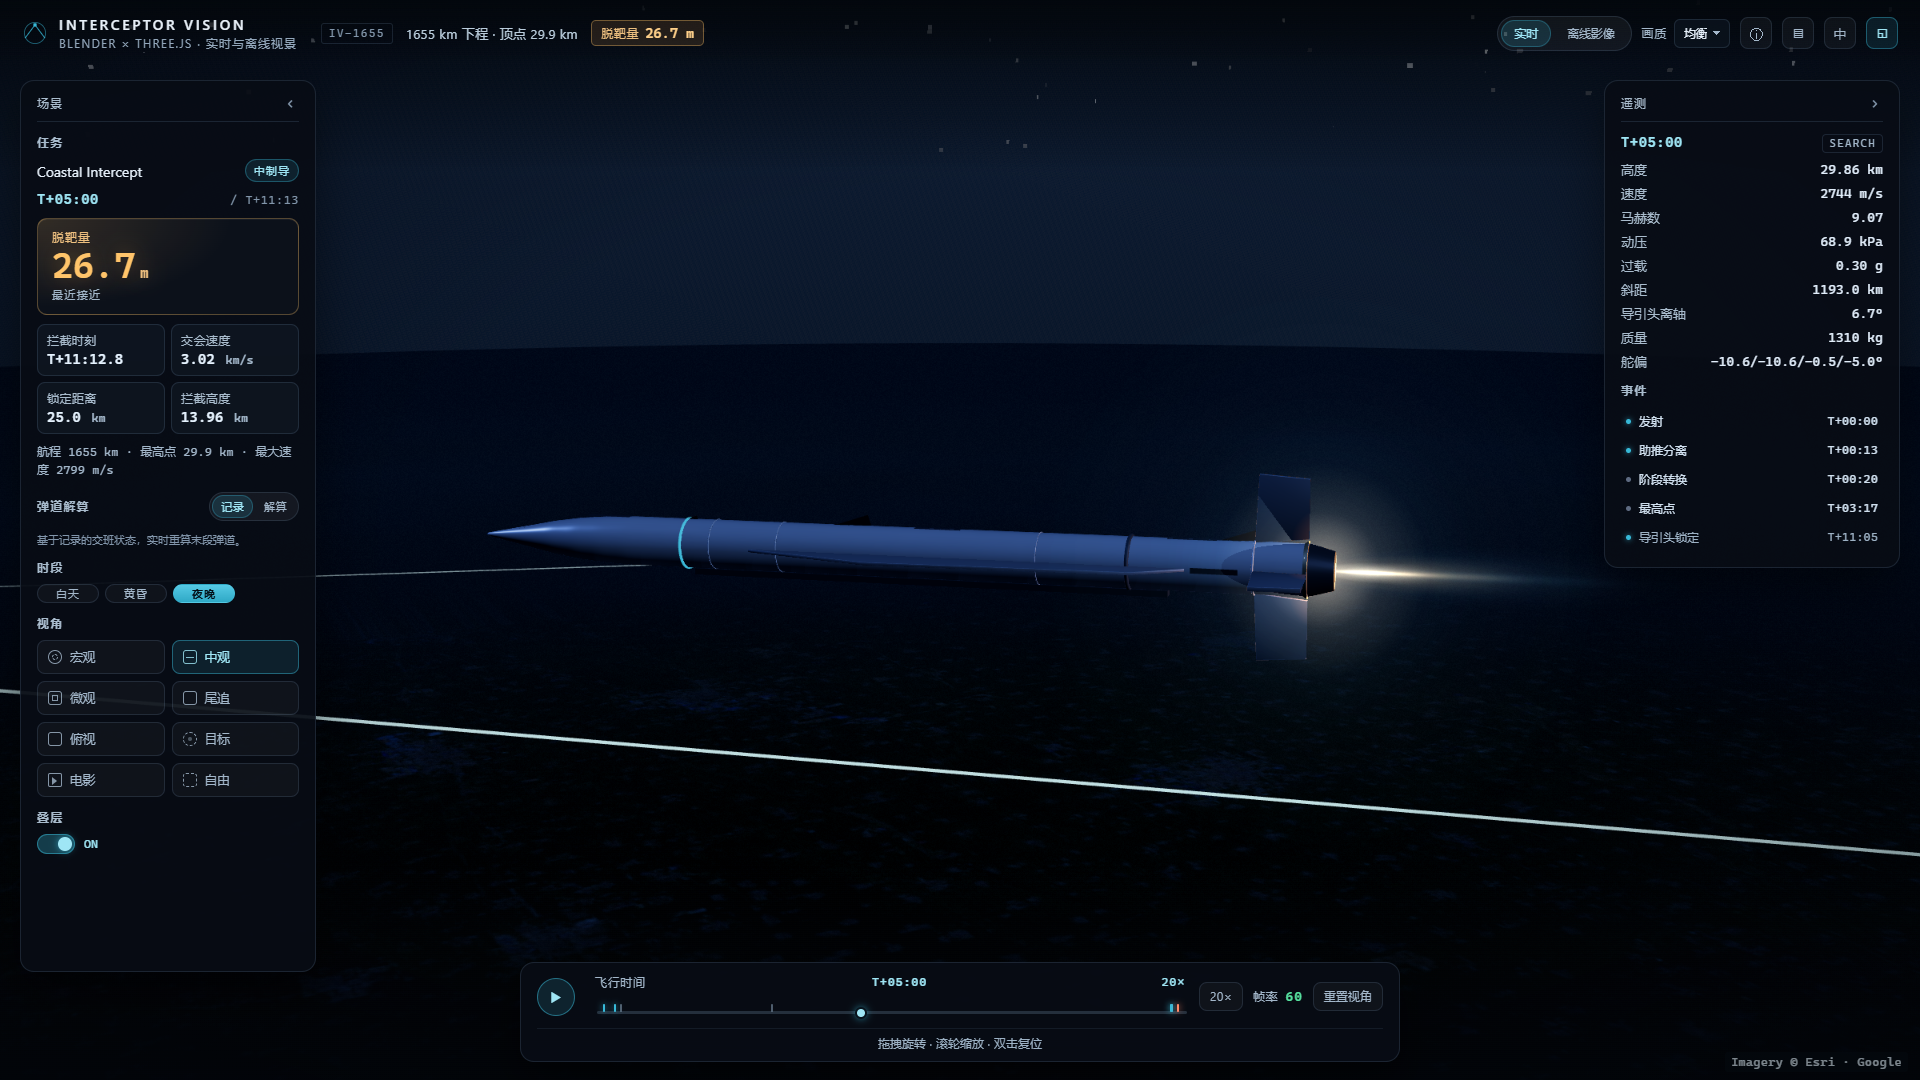 INTERCEPTOR VISION
BLENDER × THREE.JS · 实时与离线视景
IV-1655
1655 km 下程 · 顶点 29.9 km
脱靶量 26.7 m
实时
离线影像
画质
均衡
中
场景
任务
Coastal Intercept
中制导
T+05:00
/ T+11:13
脱靶量
26.7 m
最近接近
拦截时刻
T+11:12.8
交会速度
3.02 km/s
锁定距离
25.0 km
拦截高度
13.96 km
航程 1655 km · 最高点 29.9 km · 最大速
度 2799 m/s
弹道解算
记录
解算
基于记录的交班状态，实时重算末段弹道。
时段
白天
黄昏
夜晚
视角
宏观
中观
微观
尾追
俯视
目标
电影
自由
叠层
ON
遥测
T+05:00
SEARCH
高度 29.86 km
速度 2744 m/s
马赫数 9.07
动压 68.9 kPa
过载 0.30 g
斜距 1193.0 km
导引头离轴 6.7°
质量 1310 kg
舵偏 −10.6/−10.6/−0.5/−5.0°
事件
发射 T+00:00
助推分离 T+00:13
阶段转换 T+00:20
最高点 T+03:17
导引头锁定 T+11:05
飞行时间
T+05:00
20×
20×
帧率 60
重置视角
拖拽旋转 · 滚轮缩放 · 双击复位
Imagery © Esri · Google